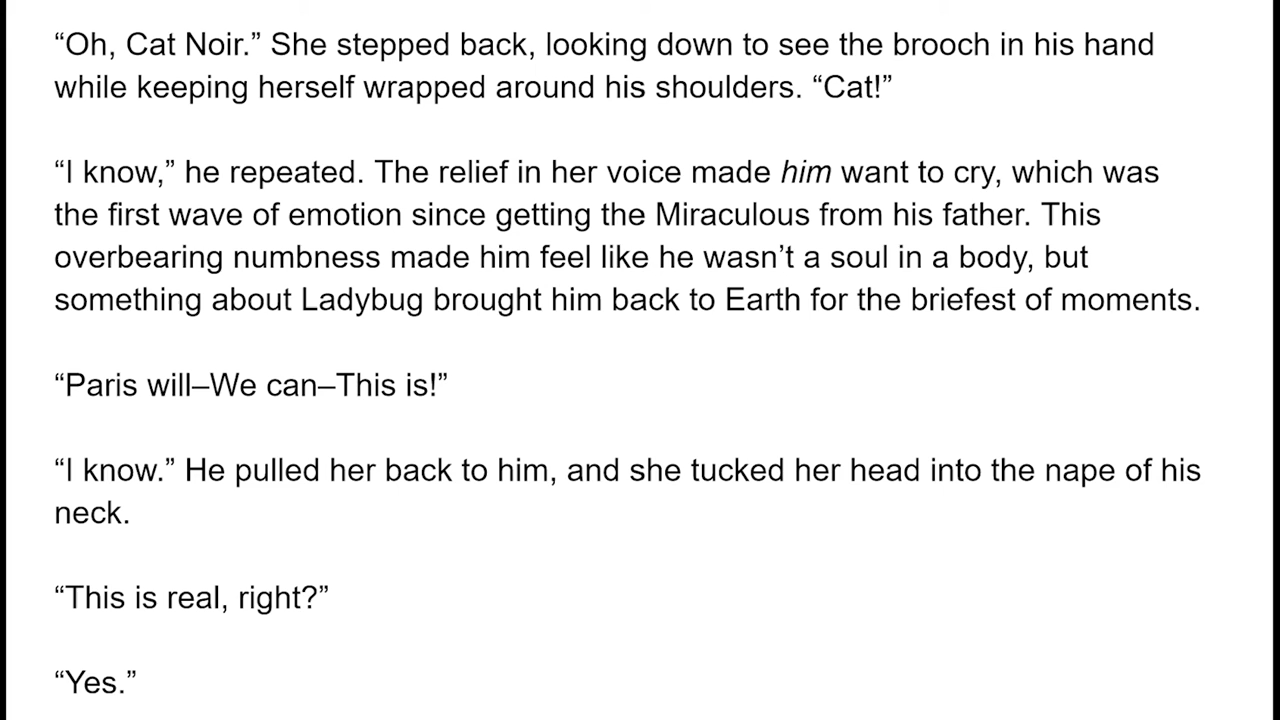 “Oh, Cat Noir.” She stepped back, looking down to see the brooch in his hand
while keeping herself wrapped around his shoulders. “Cat!”
“I know,” he repeated. The relief in her voice made him want to cry, which was
the first wave of emotion since getting the Miraculous from his father. This
overbearing numbness made him feel like he wasn’t a soul in a body, but
something about Ladybug brought him back to Earth for the briefest of moments.
“Paris will–We can–This is!”
“I know.” He pulled her back to him, and she tucked her head into the nape of his
neck.
“This is real, right?”
“Yes.”